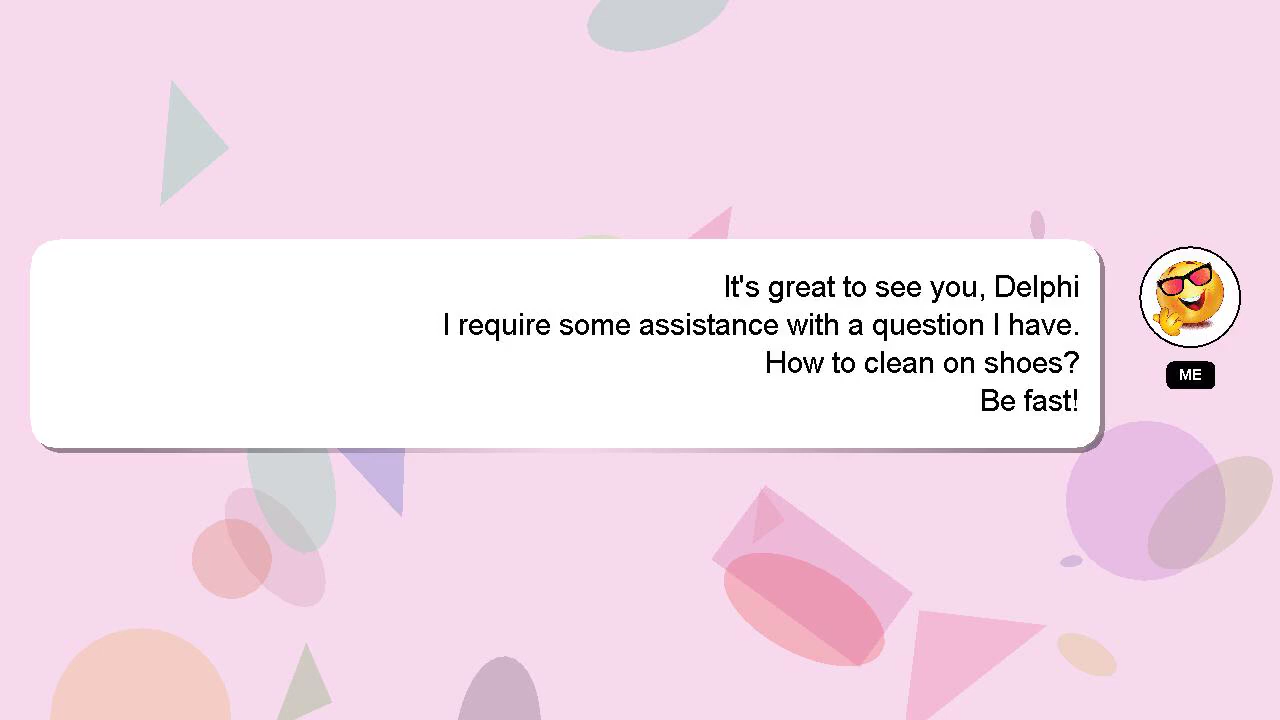 It's great to see you, Delphi
I require some assistance with a question I have.
How to clean on shoes?
Be fast!
ME